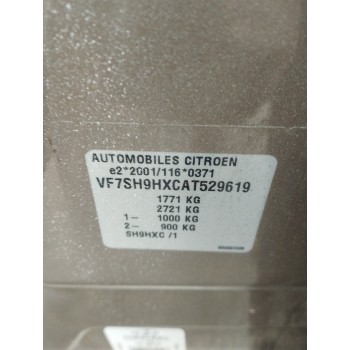 AUTOMOBILES CITROEN
e2*2001/116*0371
VF7SH9HXCAT529619
1771 KG
2721 KG
1- 1000 KG
2- 900 KG
SH9HXC /1